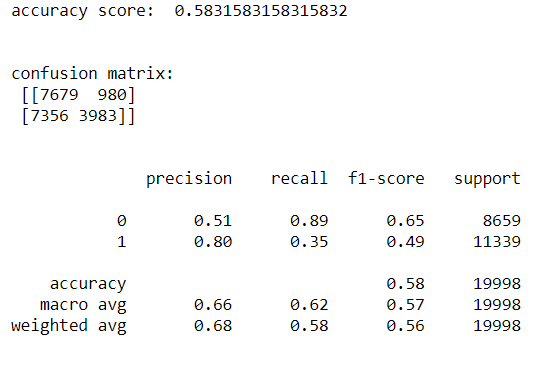 accuracy score:  0.5831583158315832
confusion matrix:
[[7679  980]
[7356 3983]]
precision    recall  f1-score   support
0       0.51      0.89      0.65      8659
1       0.80      0.35      0.49     11339
accuracy                           0.58     19998
macro avg       0.66      0.62      0.57     19998
weighted avg       0.68      0.58      0.56     19998